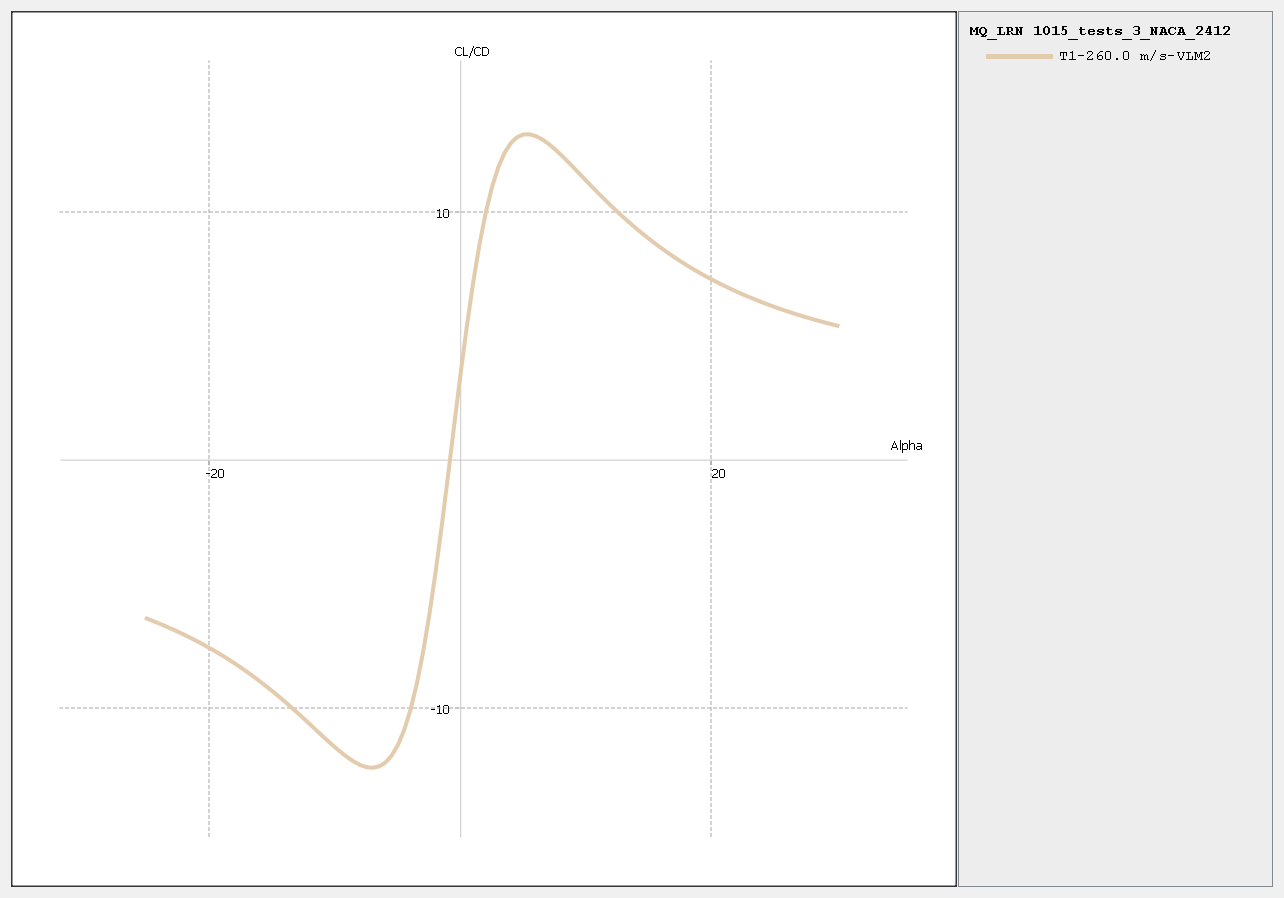 CL/CD
10
Alpha
-20
20
-10
MQ_LRN 1015_tests_3_NACA_2412
T1-260.0 m/s-VLM2